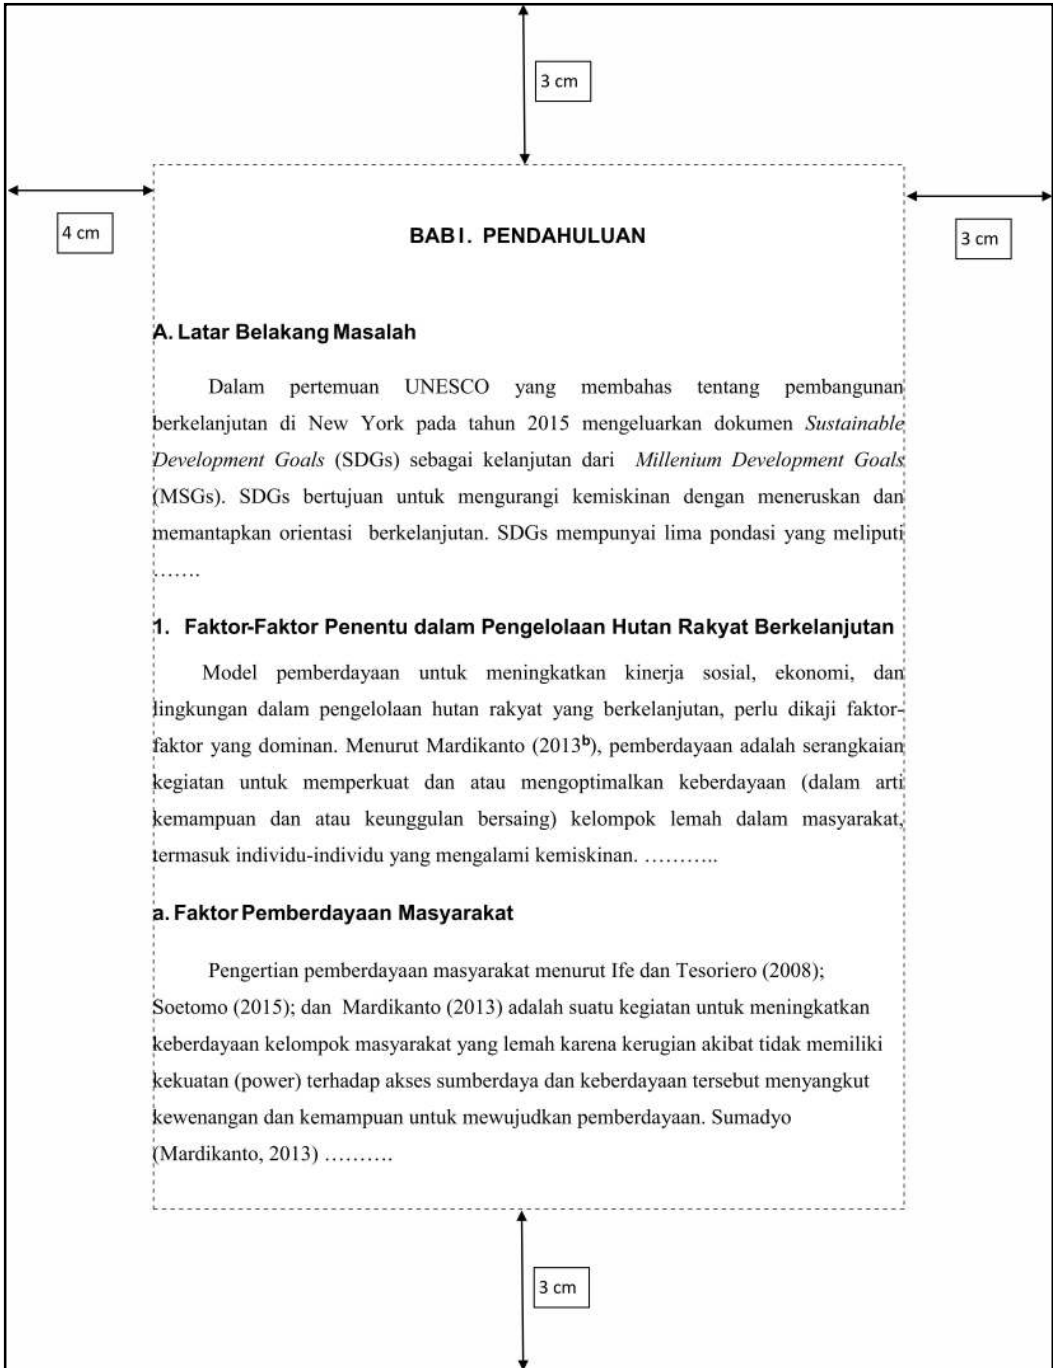 3 cm
4 cm
3 cm
BAB I. PENDAHULUAN
A. Latar Belakang Masalah
Dalam pertemuan UNESCO yang membahas tentang pembangunan
berkelanjutan di New York pada tahun 2015 mengeluarkan dokumen Sustainable
Development Goals (SDGs) sebagai kelanjutan dari Millenium Development Goals
(MSGs). SDGs bertujuan untuk mengurangi kemiskinan dengan meneruskan dan
memantapkan orientasi berkelanjutan. SDGs mempunyai lima pondasi yang meliputi
.......
1. Faktor-Faktor Penentu dalam Pengelolaan Hutan Rakyat Berkelanjutan
Model pemberdayaan untuk meningkatkan kinerja sosial, ekonomi, dan
lingkungan dalam pengelolaan hutan rakyat yang berkelanjutan, perlu dikaji faktor-
faktor yang dominan. Menurut Mardikanto (2013ᵇ), pemberdayaan adalah serangkaian
kegiatan untuk memperkuat dan atau mengoptimalkan keberdayaan (dalam arti
kemampuan dan atau keunggulan bersaing) kelompok lemah dalam masyarakat,
termasuk individu-individu yang mengalami kemiskinan. ...........
a. Faktor Pemberdayaan Masyarakat
Pengertian pemberdayaan masyarakat menurut Ife dan Tesoriero (2008);
Soetomo (2015); dan Mardikanto (2013) adalah suatu kegiatan untuk meningkatkan
keberdayaan kelompok masyarakat yang lemah karena kerugian akibat tidak memiliki
kekuatan (power) terhadap akses sumberdaya dan keberdayaan tersebut menyangkut
kewenangan dan kemampuan untuk mewujudkan pemberdayaan. Sumadyo
(Mardikanto, 2013) ..........
3 cm